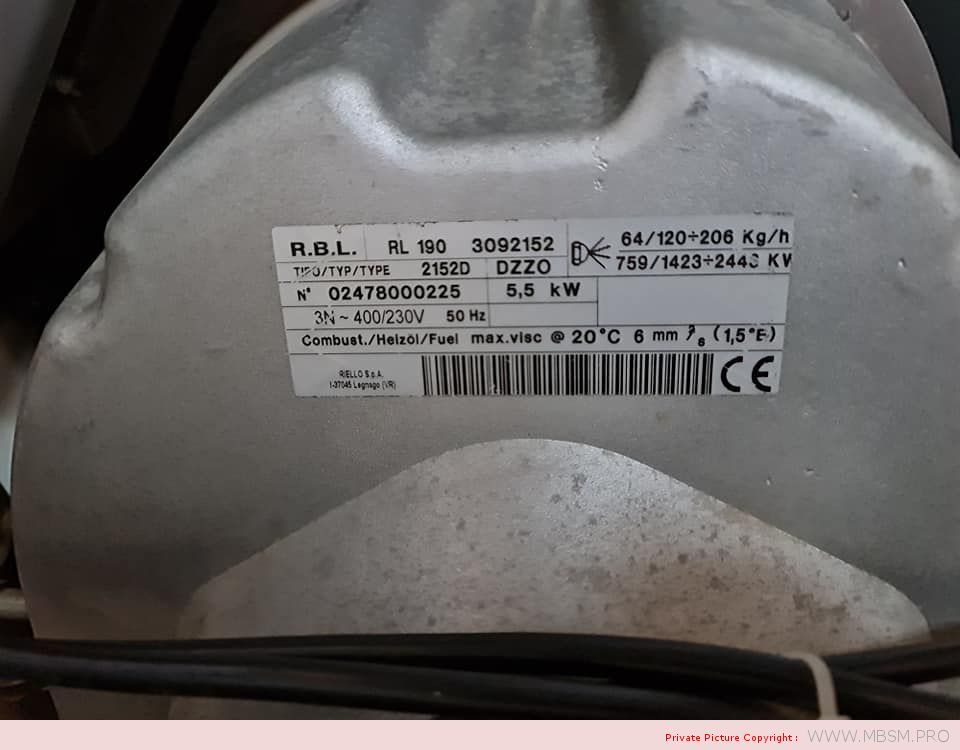 R.B.L. RL 190 3092152
64/120÷206 Kg/h
TIPO/TYP/TYPE 2152D DZZO
759/1423÷2443 KW
N° 02478000225 5,5 kW
3N ~ 400/230V 50 Hz
Combust./Heizöl/Fuel max.visc @ 20°C 6 mm²/s (1,5°E)
RIELLO S.p.A.
I-37045 Legnago (VR)
CE
Private Picture Copyright : WWW.MBSM.PRO